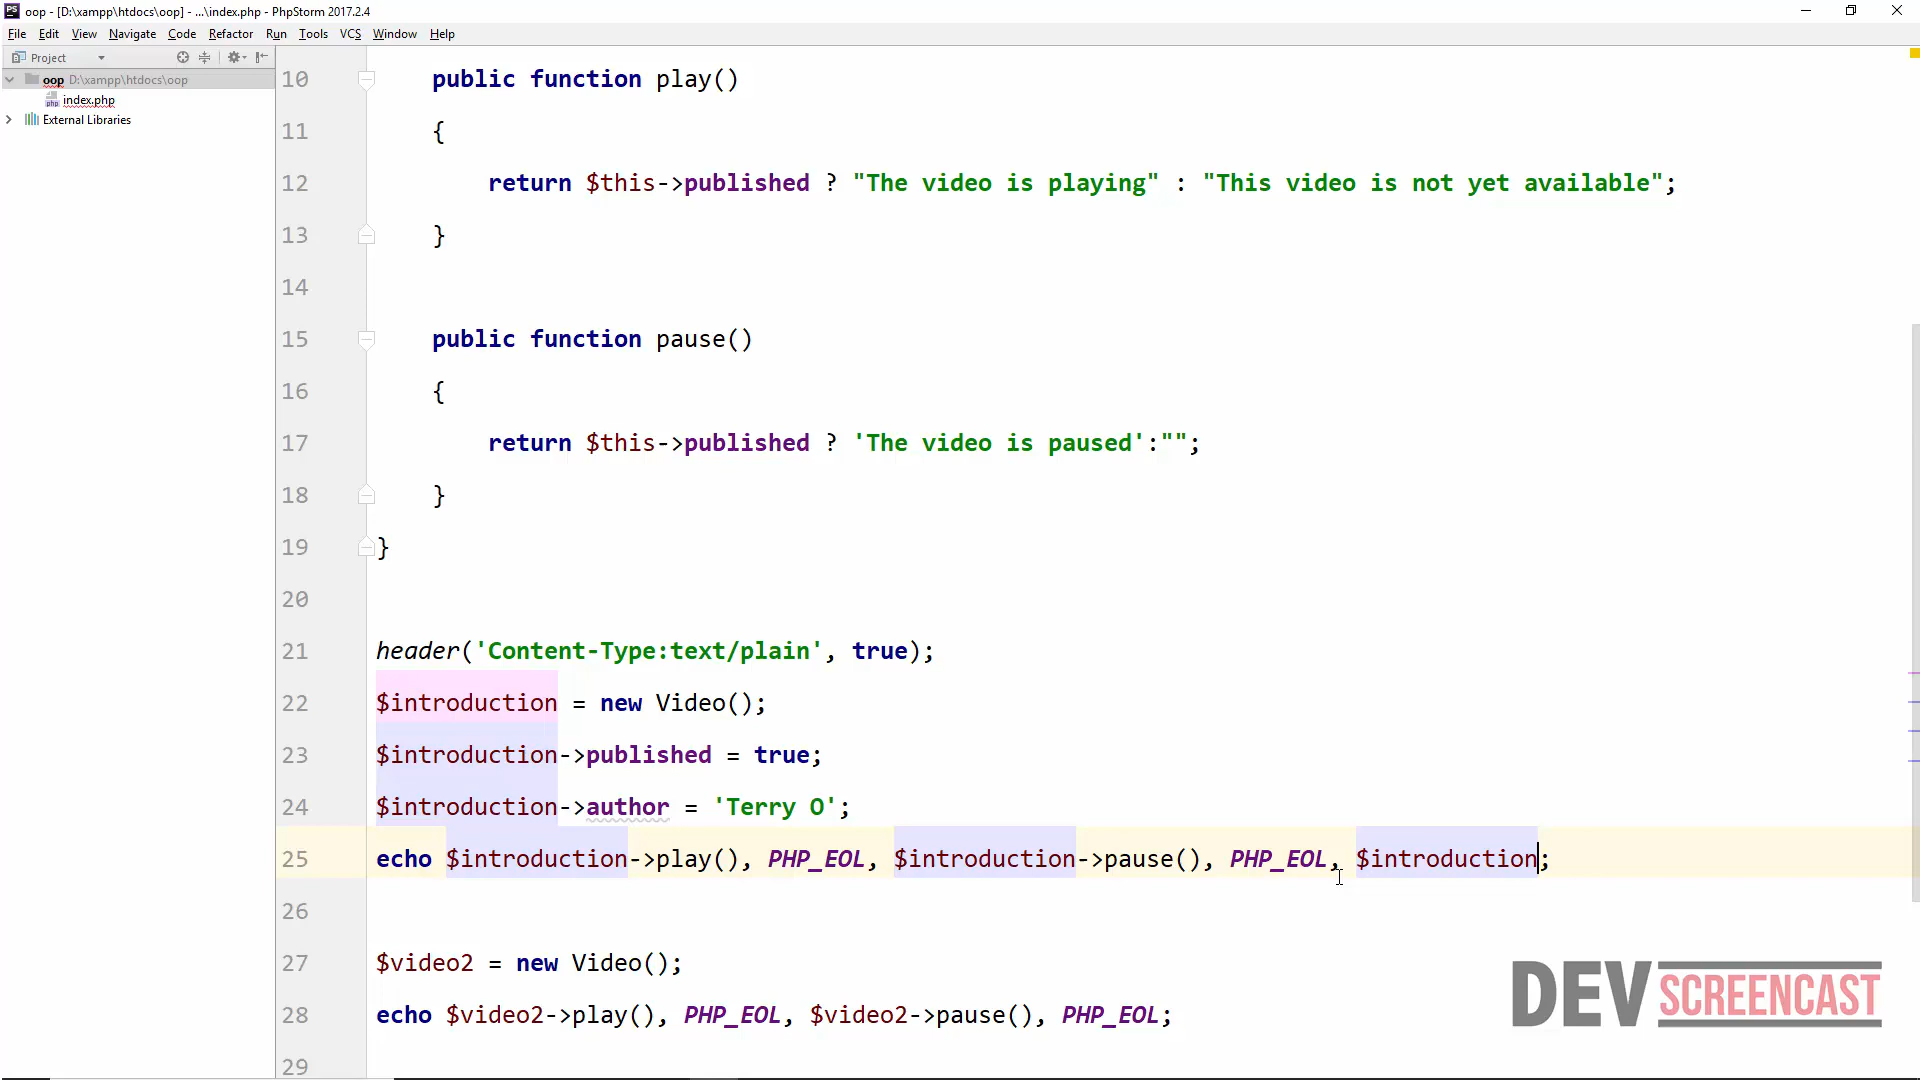 oop - [D:\xampp\htdocs\oop] - ...\index.php - PhpStorm 2017.2.4
File Edit View Navigate Code Refactor Run Tools VCS Window Help
Project
oop D:\xampp\htdocs\oop
index.php
External Libraries
10 public function play()
11 {
12 return $this->published ? "The video is playing" : "This video is not yet available";
13 }
14
15 public function pause()
16 {
17 return $this->published ? 'The video is paused':"";
18 }
19 }
20
21 header('Content-Type:text/plain', true);
22 $introduction = new Video();
23 $introduction->published = true;
24 $introduction->author = 'Terry O';
25 echo $introduction->play(), PHP_EOL, $introduction->pause(), PHP_EOL, $introduction;
26
27 $video2 = new Video();
28 echo $video2->play(), PHP_EOL, $video2->pause(), PHP_EOL;
29
DEVSCREENCAST